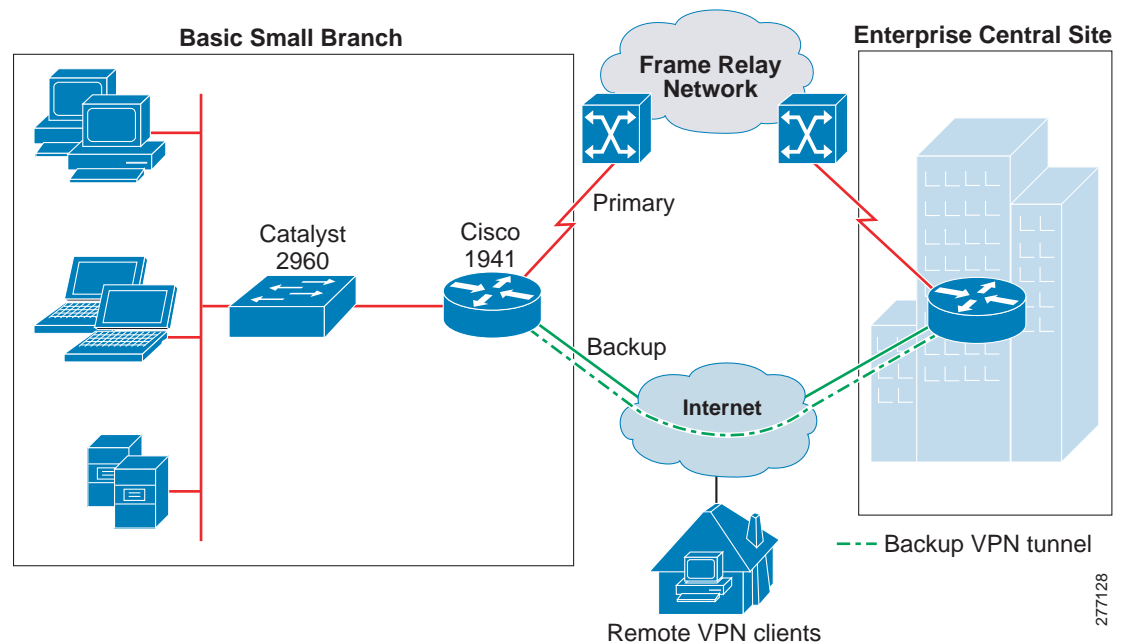 Basic Small Branch
Enterprise Central Site
Frame Relay
Network
Primary
Catalyst
2960
Cisco
1941
Backup
Internet
Backup VPN tunnel
Remote VPN clients
277128